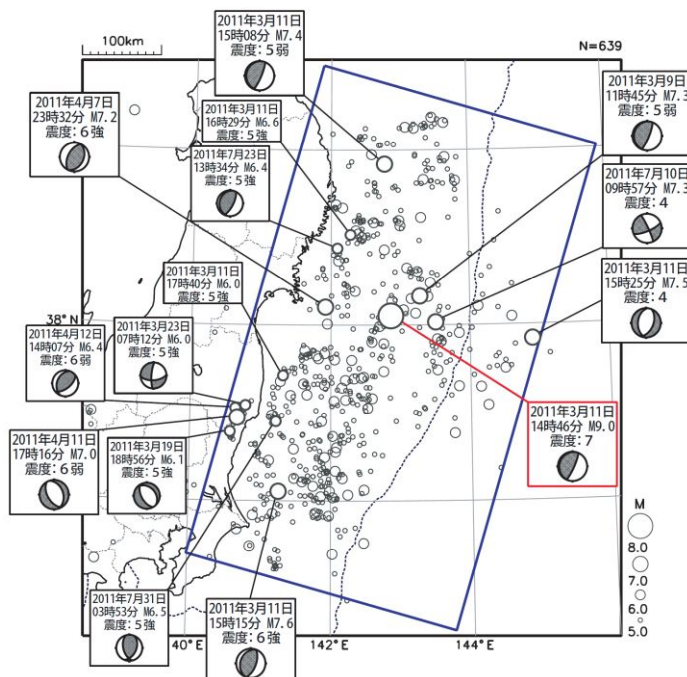 100km
N=639
2011年3月11日
15時08分 M7.4
震度:5弱
2011年4月7日
23時32分 M7.2
震度:6強
2011年3月11日
16時29分 M6.6
震度:5強
2011年7月23日
13時34分 M6.4
震度:5強
2011年3月9日
11時45分 M7.3
震度:5弱
2011年7月10日
09時57分 M7.3
震度:4
2011年3月11日
15時25分 M7.5
震度:4
2011年3月11日
17時40分 M6.0
震度:5強
38°N
2011年4月12日
14時07分 M6.4
震度:6弱
2011年3月23日
07時12分 M6.0
震度:5強
2011年3月11日
14時46分 M9.0
震度:7
2011年4月11日
17時16分 M7.0
震度:6弱
2011年3月19日
18時56分 M6.1
震度:5強
2011年7月31日
03時53分 M6.5
震度:5強
2011年3月11日
15時15分 M7.6
震度:6強
M
8.0
7.0
6.0
5.0
40°E
142°E
144°E